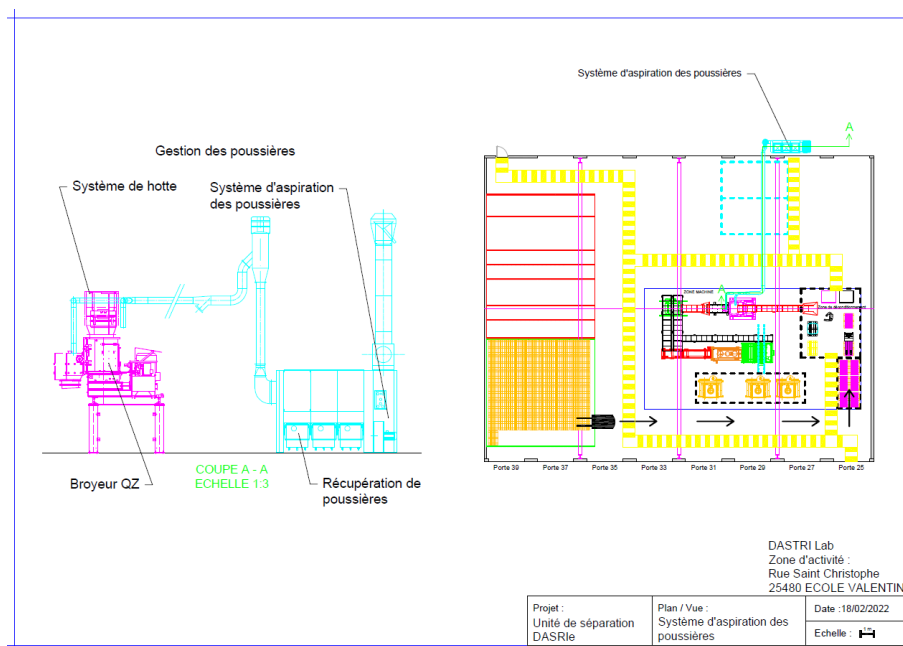 Système d'aspiration des poussières
A
Gestion des poussières
Système de hotte
Système d'aspiration
des poussières
ZONE MACHINE
A
Broyeur QZ
COUPE A - A
ECHELLE 1:3
Récupération de
poussières
Porte 39
Porte 37
Porte 35
Porte 33
Porte 31
Porte 29
Porte 27
Porte 25
DASTRI Lab
Zone d'activité :
Rue Saint Christophe
25480 ECOLE VALENTIN
Projet :
Unité de séparation
DASRIe
Plan / Vue :
Système d'aspiration des
poussières
Date :18/02/2022
Echelle :
1 m